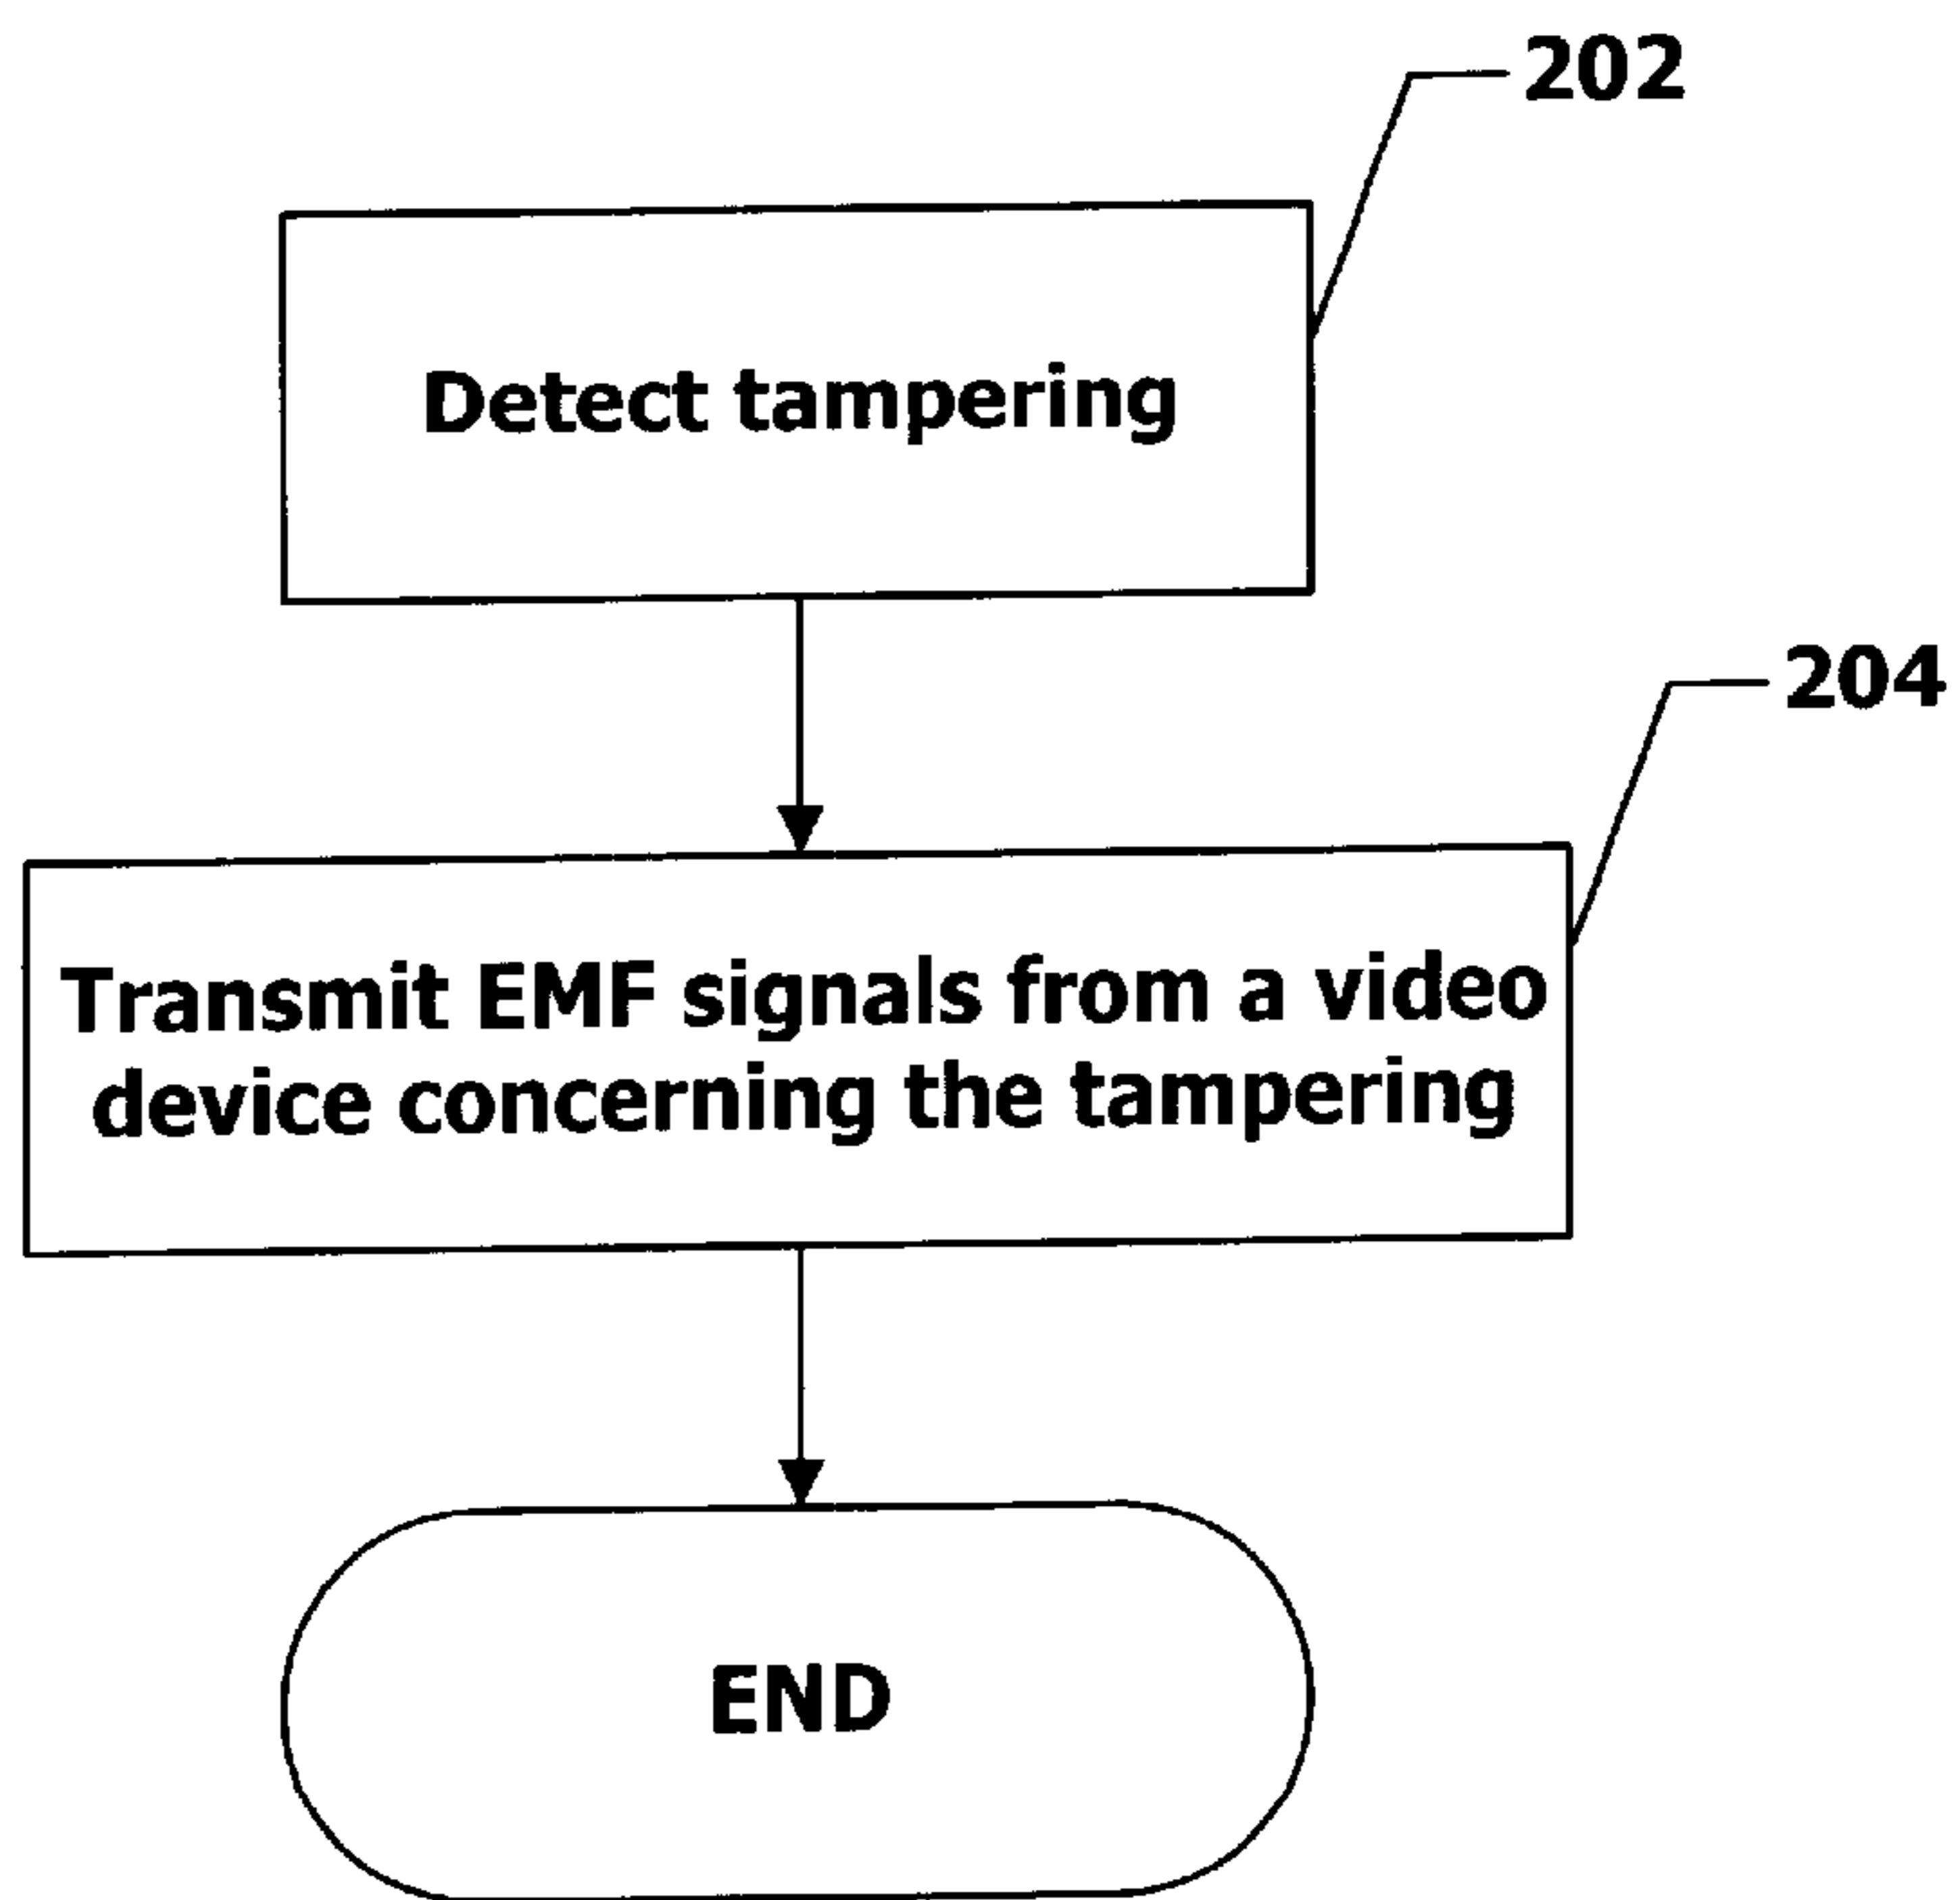 202
Detect tampering
204
Transmit EMF signals from a video
device concerning the tampering
END